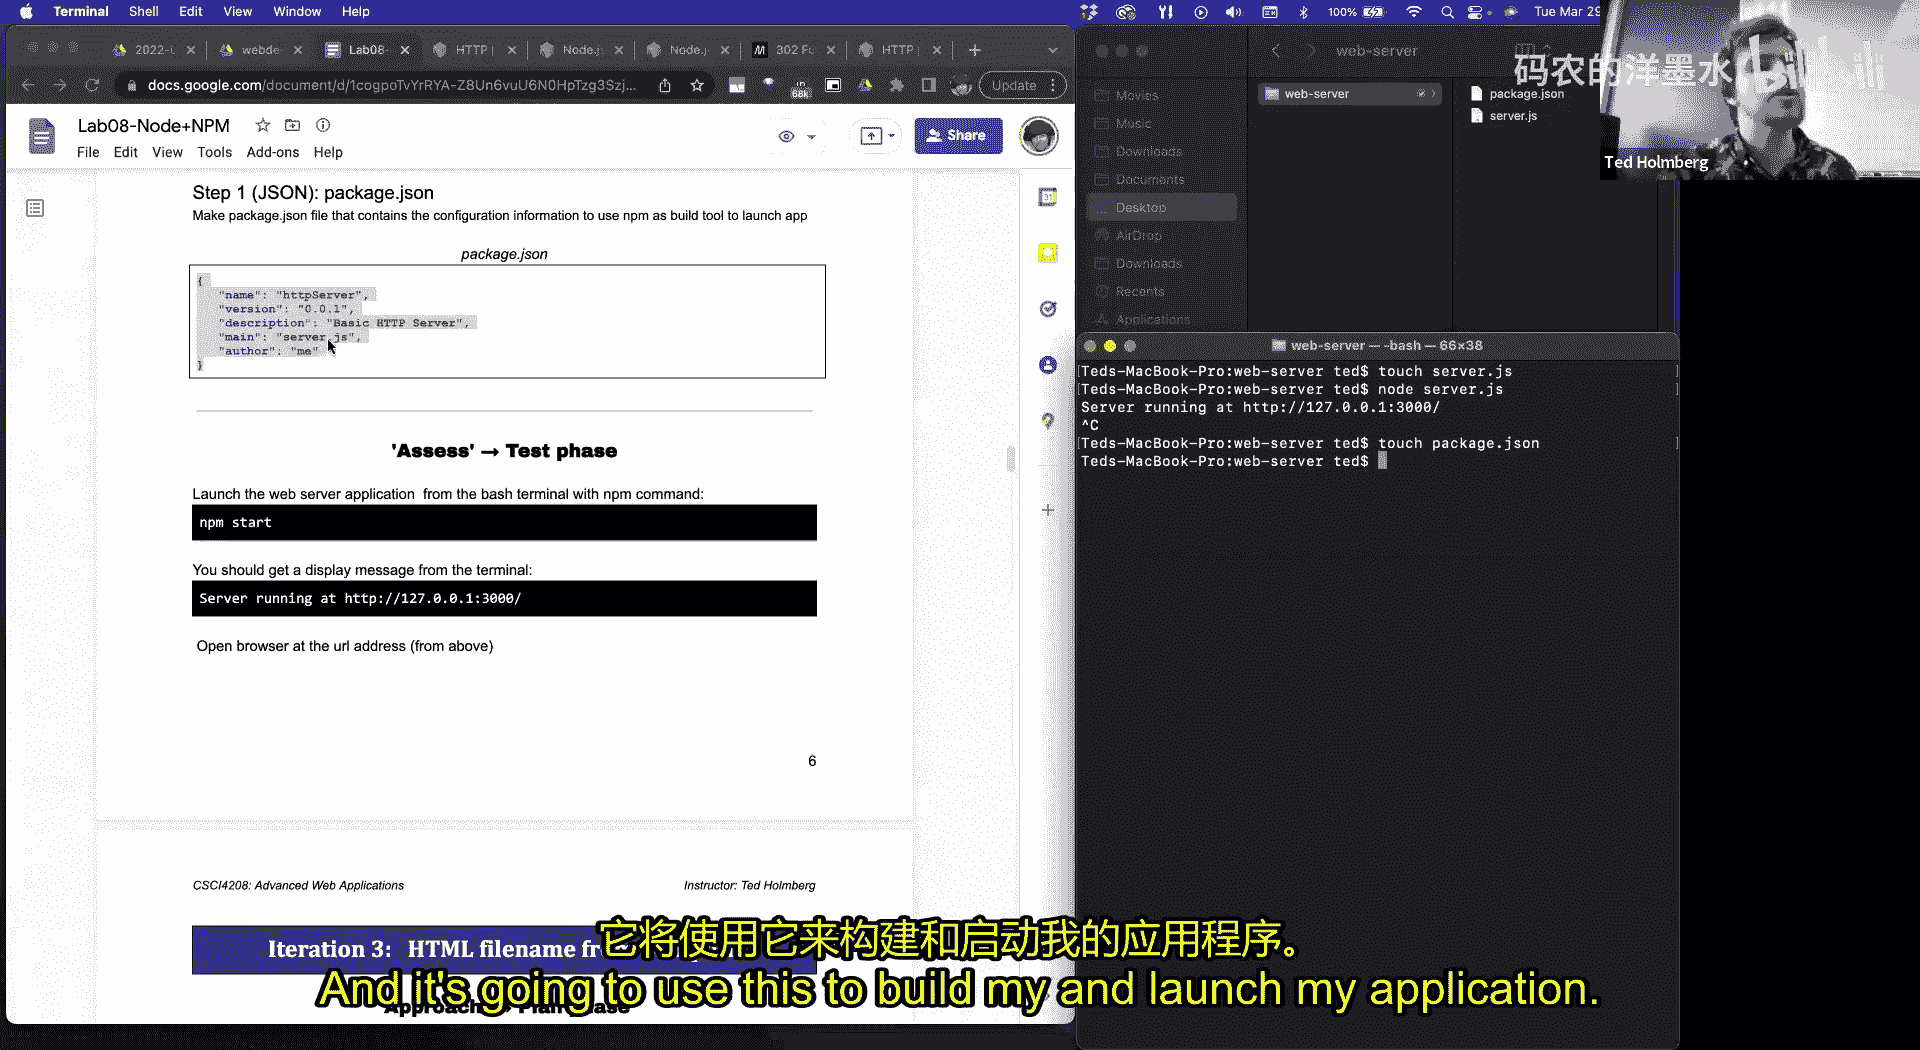 Terminal Shell Edit View Window Help
100% Tue Mar 29
2022- webde Lab08- HTTP Node.j Node.j 302 Fu HTTP
docs.google.com/document/d/1cogpoTvYrRYA-Z8Un6vuU6N0HpTzg3Szj...
68k
Update
Lab08-Node+NPM
File Edit View Tools Add-ons Help
Share
31
Step 1 (JSON): package.json
Make package.json file that contains the configuration information to use npm as build tool to launch app
package.json
{
"name": "httpServer",
"version": "0.0.1",
"description": "Basic HTTP Server",
"main": "server.js",
"author": "me"
}
'Assess' → Test phase
Launch the web server application from the bash terminal with npm command:
npm start
You should get a display message from the terminal:
Server running at http://127.0.0.1:3000/
Open browser at the url address (from above)
6
CSCI4208: Advanced Web Applications Instructor: Ted Holmberg
Iteration 3: HTML filename
web-server
Movies
Music
Downloads
Documents
Desktop
AirDrop
Downloads
Recents
Applications
web-server
package.json
server.js
码农的洋墨水
Ted Holmberg
web-server — -bash — 66×38
Teds-MacBook-Pro:web-server ted$ touch server.js
Teds-MacBook-Pro:web-server ted$ node server.js
Server running at http://127.0.0.1:3000/
^C
Teds-MacBook-Pro:web-server ted$ touch package.json
Teds-MacBook-Pro:web-server ted$
它将使用它来构建和启动我的应用程序。
And it's going to use this to build my and launch my application.